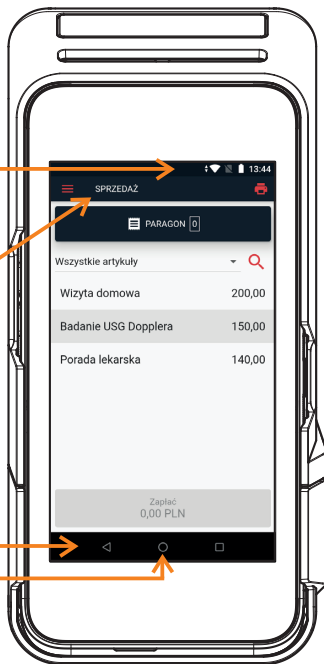 13:44
SPRZEDAŻ
PARAGON 0
Wszystkie artykuły
Wizyta domowa 200,00
Badanie USG Dopplera 150,00
Porada lekarska 140,00
Zapłać
0,00 PLN